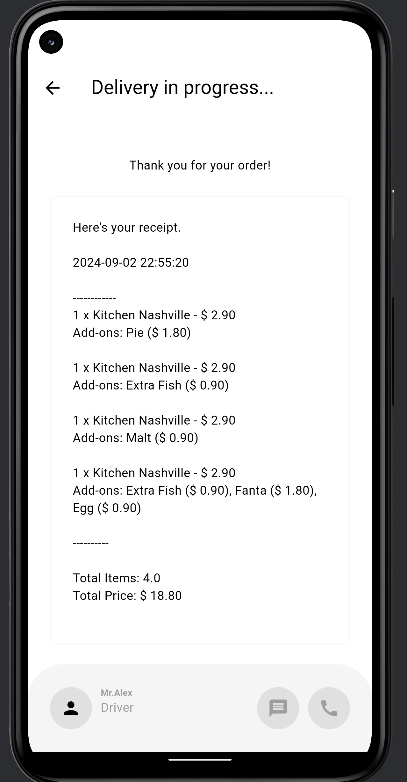 Delivery in progress...
Thank you for your order!
Here's your receipt.
2024-09-02 22:55:20
------------
1 x Kitchen Nashville - $ 2.90
Add-ons: Pie ($ 1.80)
1 x Kitchen Nashville - $ 2.90
Add-ons: Extra Fish ($ 0.90)
1 x Kitchen Nashville - $ 2.90
Add-ons: Malt ($ 0.90)
1 x Kitchen Nashville - $ 2.90
Add-ons: Extra Fish ($ 0.90), Fanta ($ 1.80),
Egg ($ 0.90)
----------
Total Items: 4.0
Total Price: $ 18.80
Mr.Alex
Driver